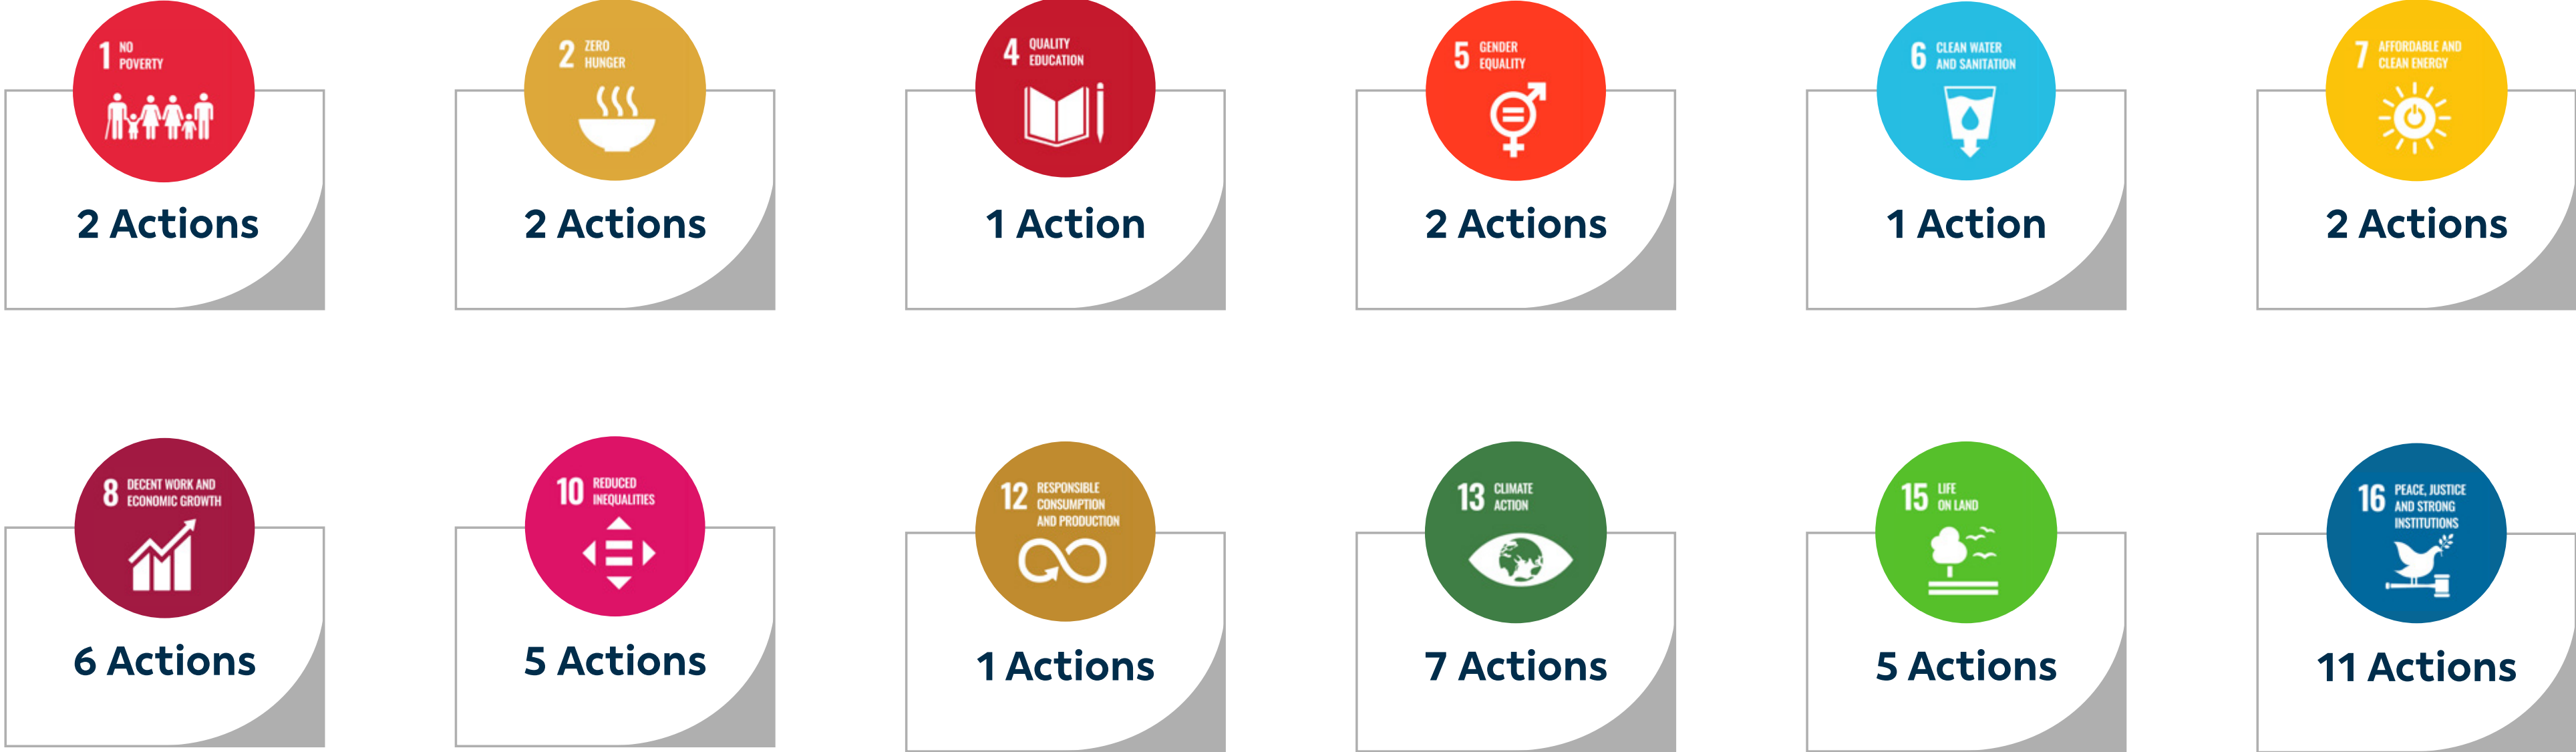 1 NO
POVERTY
2 Actions
2 ZERO
HUNGER
2 Actions
4 QUALITY
EDUCATION
1 Action
5 GENDER
EQUALITY
2 Actions
6 CLEAN WATER
AND SANITATION
1 Action
7 AFFORDABLE AND
CLEAN ENERGY
2 Actions
8 DECENT WORK AND
ECONOMIC GROWTH
6 Actions
10 REDUCED
INEQUALITIES
5 Actions
12 RESPONSIBLE
CONSUMPTION
AND PRODUCTION
1 Actions
13 CLIMATE
ACTION
7 Actions
15 LIFE
ON LAND
5 Actions
16 PEACE, JUSTICE
AND STRONG
INSTITUTIONS
11 Actions